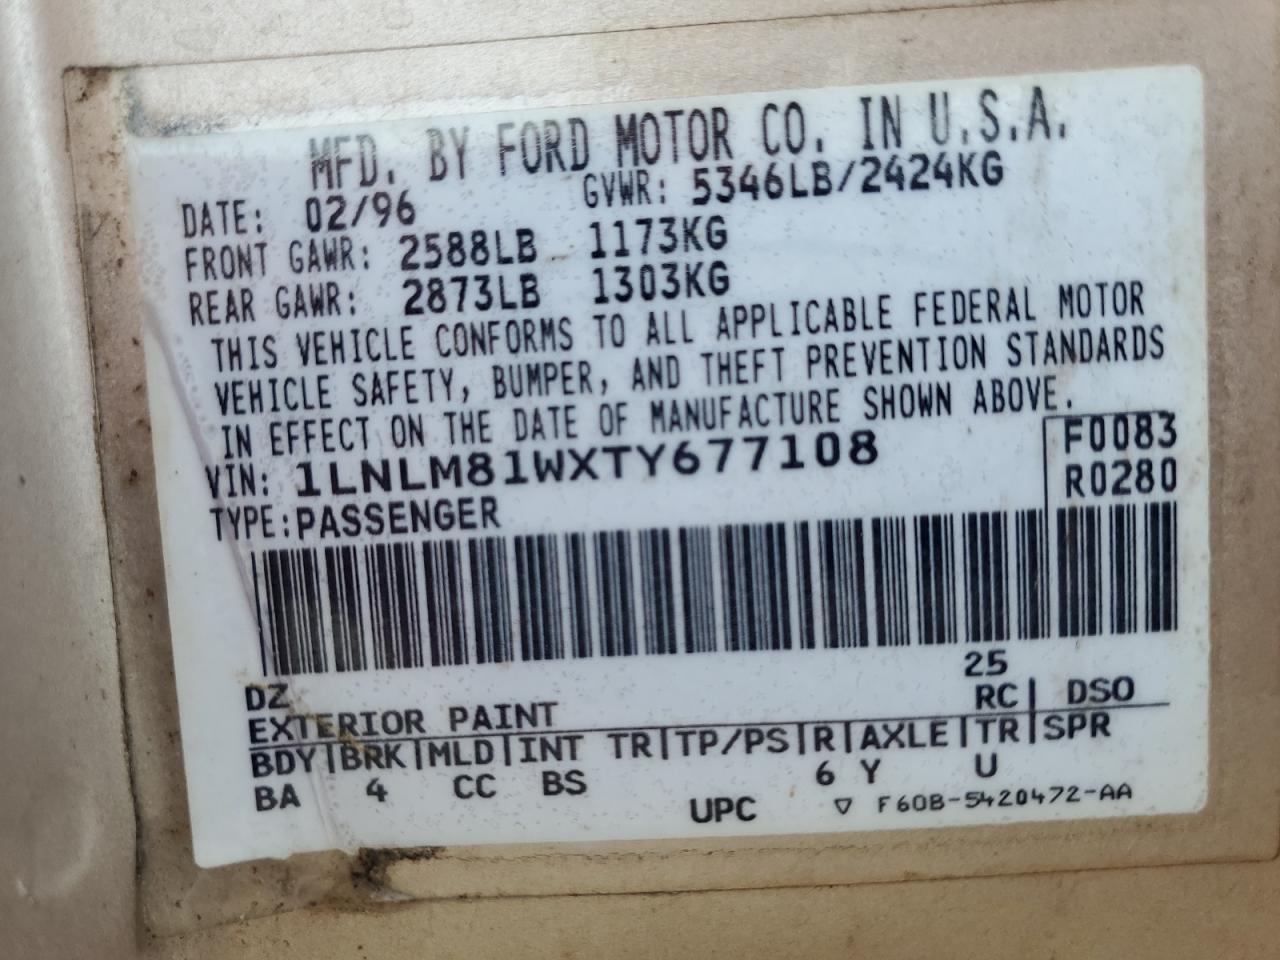 MFD. BY FORD MOTOR CO. IN U.S.A.
DATE: 02/96 GVWR: 5346LB/2424KG
FRONT GAWR: 2588LB 1173KG
REAR GAWR: 2873LB 1303KG
THIS VEHICLE CONFORMS TO ALL APPLICABLE FEDERAL MOTOR
VEHICLE SAFETY, BUMPER, AND THEFT PREVENTION STANDARDS
IN EFFECT ON THE DATE OF MANUFACTURE SHOWN ABOVE.
VIN: 1LNLM81WXTY677108 F0083
TYPE: PASSENGER R0280
25
DZ RC| DSO
EXTERIOR PAINT
BDY|BRK|MLD|INT TR|TP/PS|R|AXLE|TR|SPR
BA 4 CC BS 6 Y U
UPC ▽ F60B-5420472-AA